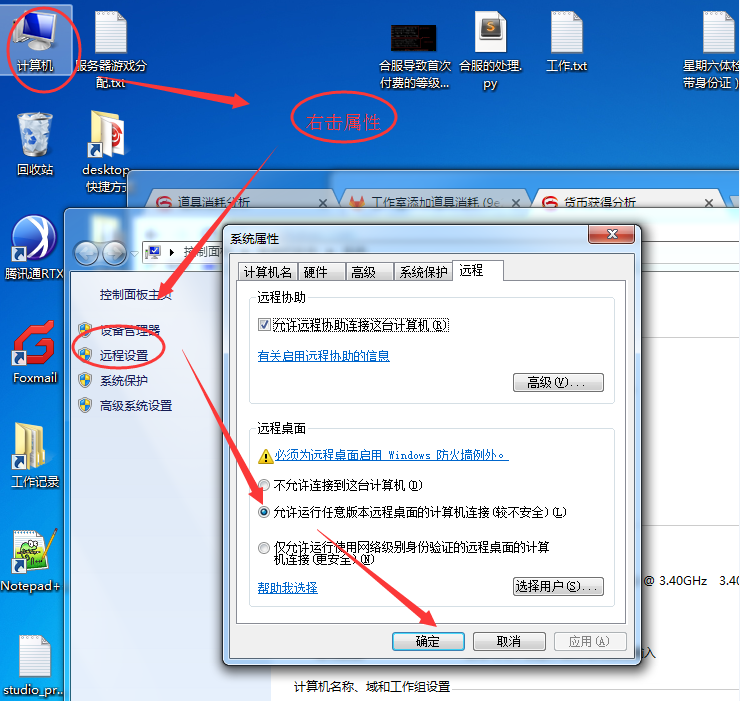 计算机
服务器游戏分
配.txt
合服导致首次
付费的等级...
合服的处理.
py
工作.txt
星期六体检
带身份证)
右击属性
回收站
desktop
快捷方式
道具消耗分析
工作室添加道具消耗 (9e
货币获得分析
腾讯通RTX
Foxmail
工作记录
Notepad+
studio_pr...
控制面板主页
设备管理器
远程设置
系统保护
高级系统设置
系统属性
计算机名
硬件
高级
系统保护
远程
远程协助
允许远程协助连接这台计算机(R)
有关启用远程协助的信息
高级(V)...
远程桌面
必须为远程桌面启用 Windows 防火墙例外。
不允许连接到这台计算机(D)
允许运行任意版本远程桌面的计算机连接(较不安全)(L)
仅允许运行使用网络级别身份验证的远程桌面的计算
机连接(更安全)(N)
帮助我选择
选择用户(S)...
确定
取消
应用(A)
@ 3.40GHz
3.4
计算机名称、域和工作组设置